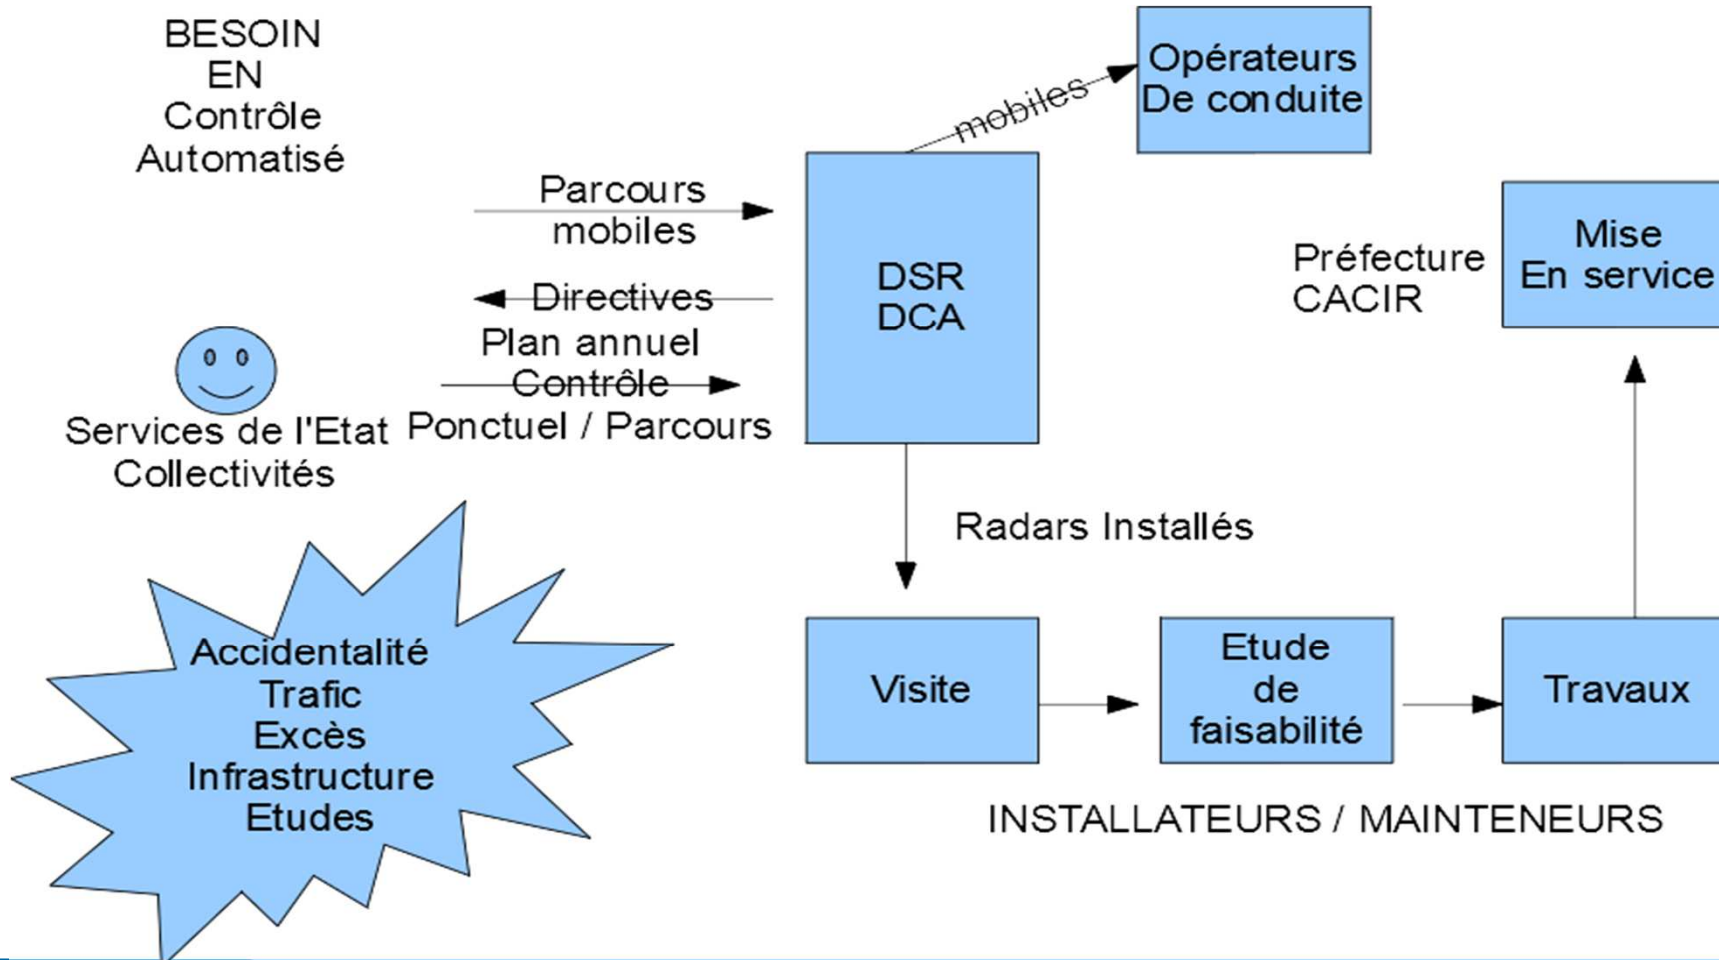 BESOIN
EN
Contrôle
Automatisé
Parcours
mobiles
Directives
Plan annuel
Contrôle
Ponctuel / Parcours
Services de l'Etat
Collectivités
Accidentalité
Trafic
Excès
Infrastructure
Etudes
mobiles
Opérateurs
De conduite
DSR
DCA
Préfecture
CACIR
Mise
En service
Radars Installés
Visite
Etude
de
faisabilité
Travaux
INSTALLATEURS / MAINTENEURS